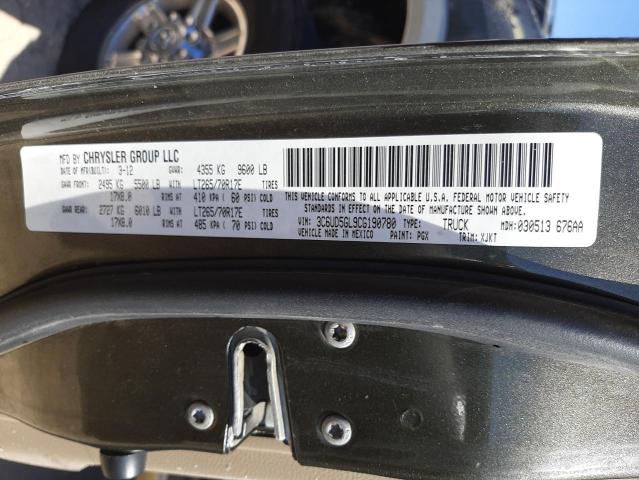 MFD BY CHRYSLER GROUP LLC
DATE OF MFR(BUILT): 3-12 GVWR: 4355 KG 9600 LB
GAWR FRONT: 2495 KG 5500 LB WITH LT265/70R17E TIRES
17X8.0 RIMS AT 410 KPA ( 60 PSI) COLD
GAWR REAR: 2727 KG 6010 LB WITH LT265/70R17E TIRES
17X8.0 RIMS AT 485 KPA ( 70 PSI) COLD
THIS VEHICLE CONFORMS TO ALL APPLICABLE U.S.A. FEDERAL MOTOR VEHICLE SAFETY
STANDARDS IN EFFECT ON THE DATE OF MANUFACTURE SHOWN ABOVE.
VIN: 3C6UD5GL9CG190780 TYPE: TRUCK MDH: 030513 676AA
VEHICLE MADE IN MEXICO PAINT: PGX TRIM: XJKT